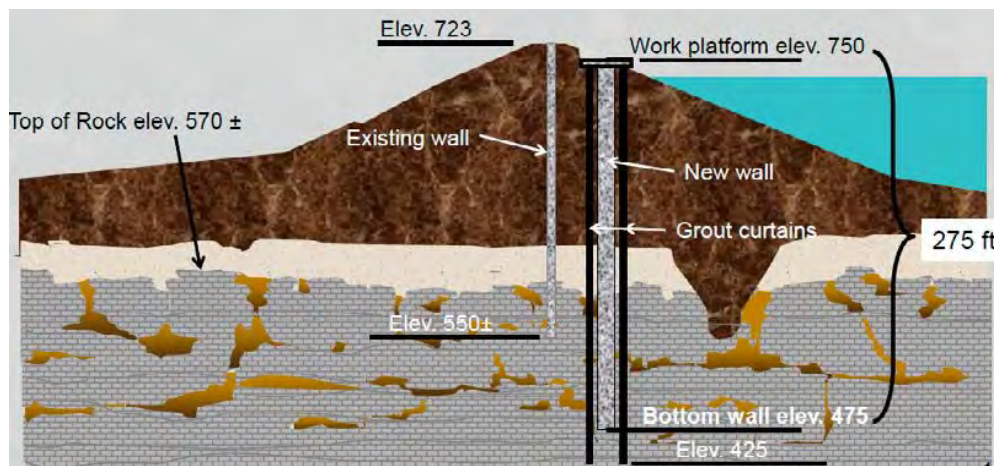 Elev. 723
Work platform elev. 750
Top of Rock elev. 570 ±
Existing wall
New wall
Grout curtains
275 ft
Elev. 550±
Bottom wall elev. 475
Elev. 425